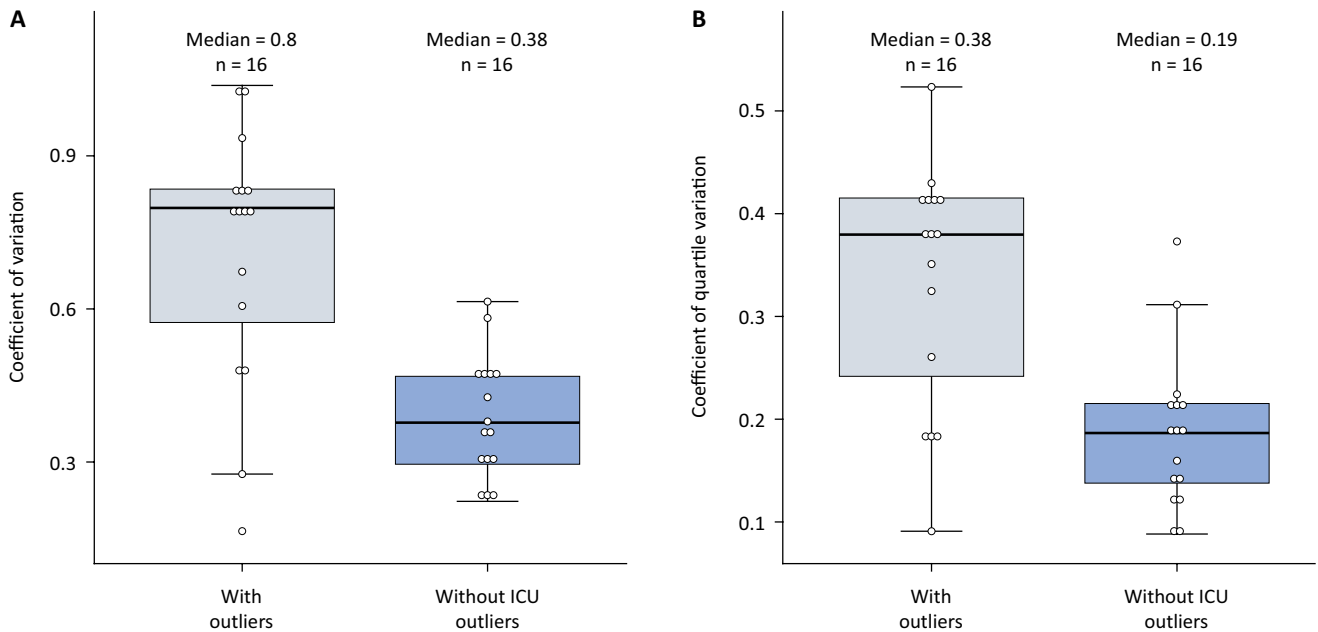 A
Median = 0.8
n = 16
Median = 0.38
n = 16
Coefficient of variation
0.9
0.6
0.3
With
outliers
Without ICU
outliers
B
Median = 0.38
n = 16
Median = 0.19
n = 16
Coefficient of quartile variation
0.5
0.4
0.3
0.2
0.1
With
outliers
Without ICU
outliers